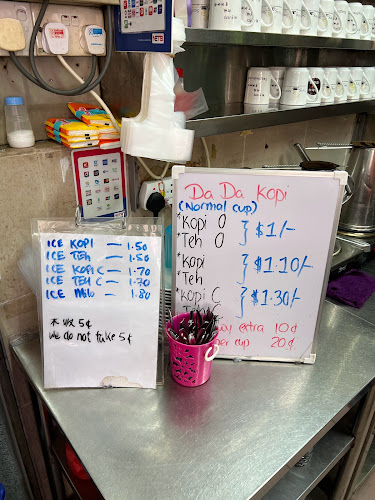 NETS
ICE KOPI — 1.50
ICE TEH — 1.50
ICE KOPI C — 1.70
ICE TEH C — 1.70
ICE Milo — 1.80
不收 5¢
We do not take 5¢
Da Da Kopi
(Normal cup)
*Kopi O
Teh O } $1/-
*Kopi
Teh } $1.10/-
*Kopi C } $1.30/-
extra 10¢
cup 20¢